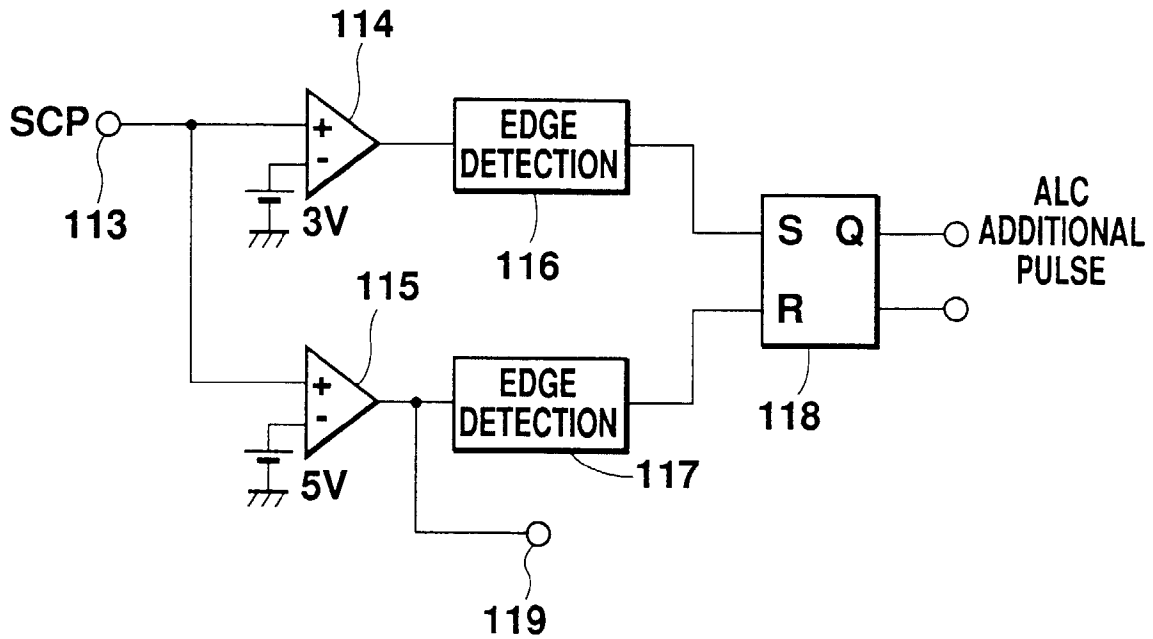 114
SCP
+
-
3V
113
EDGE
DETECTION
116
S Q
R
118
ALC
ADDITIONAL
PULSE
115
+
-
5V
EDGE
DETECTION
117
119